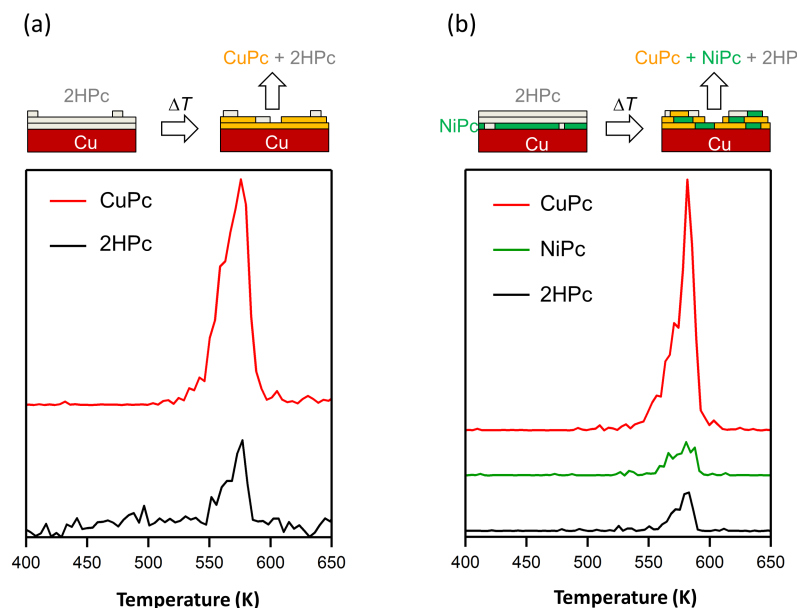 (a)
CuPc + 2HPc
2HPc
ΔT
Cu
Cu
CuPc
2HPc
400 450 500 550 600 650
Temperature (K)
(b)
CuPc + NiPc + 2HP
2HPc
ΔT
NiPc
Cu
Cu
CuPc
NiPc
2HPc
400 450 500 550 600 650
Temperature (K)